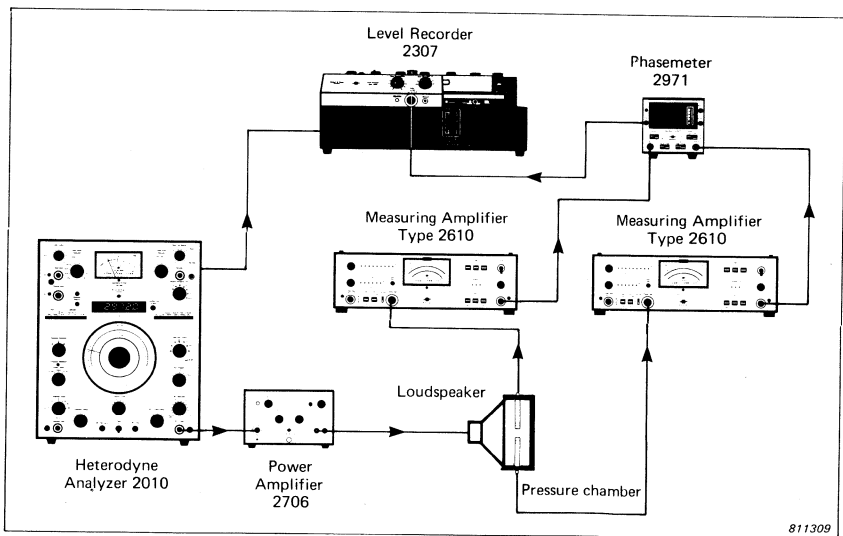 Level Recorder
2307
Phasemeter
2971
Measuring Amplifier
Type 2610
Measuring Amplifier
Type 2610
Loudspeaker
Heterodyne
Analyzer 2010
Power
Amplifier
2706
Pressure chamber
811309